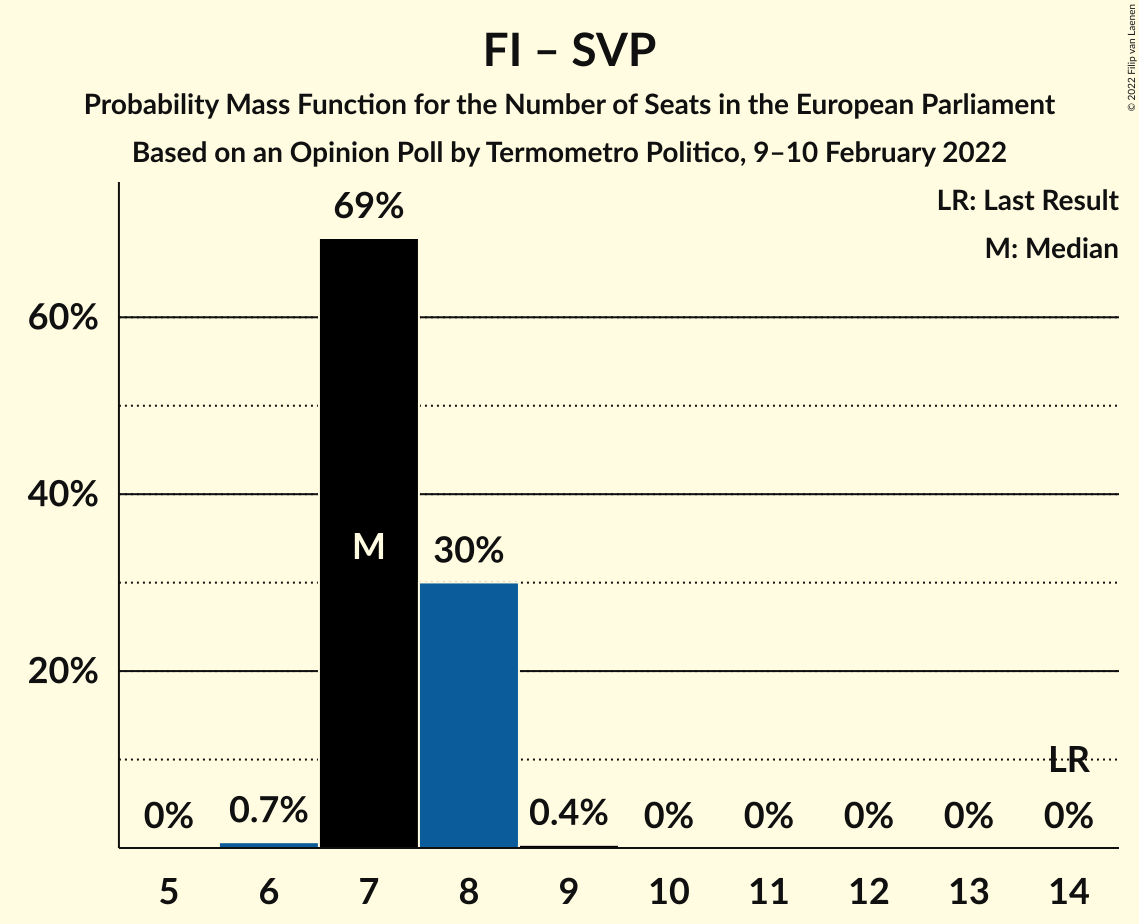 FI – SVP
Probability Mass Function for the Number of Seats in the European Parliament
Based on an Opinion Poll by Termometro Politico, 9–10 February 2022
© 2022 Filip van Laenen
LR: Last Result
M: Median
69%
60%
40%
M
30%
20%
LR
0%
0.7%
0.4%
0%
0%
0%
0%
0%
5
6
7
8
9
10
11
12
13
14